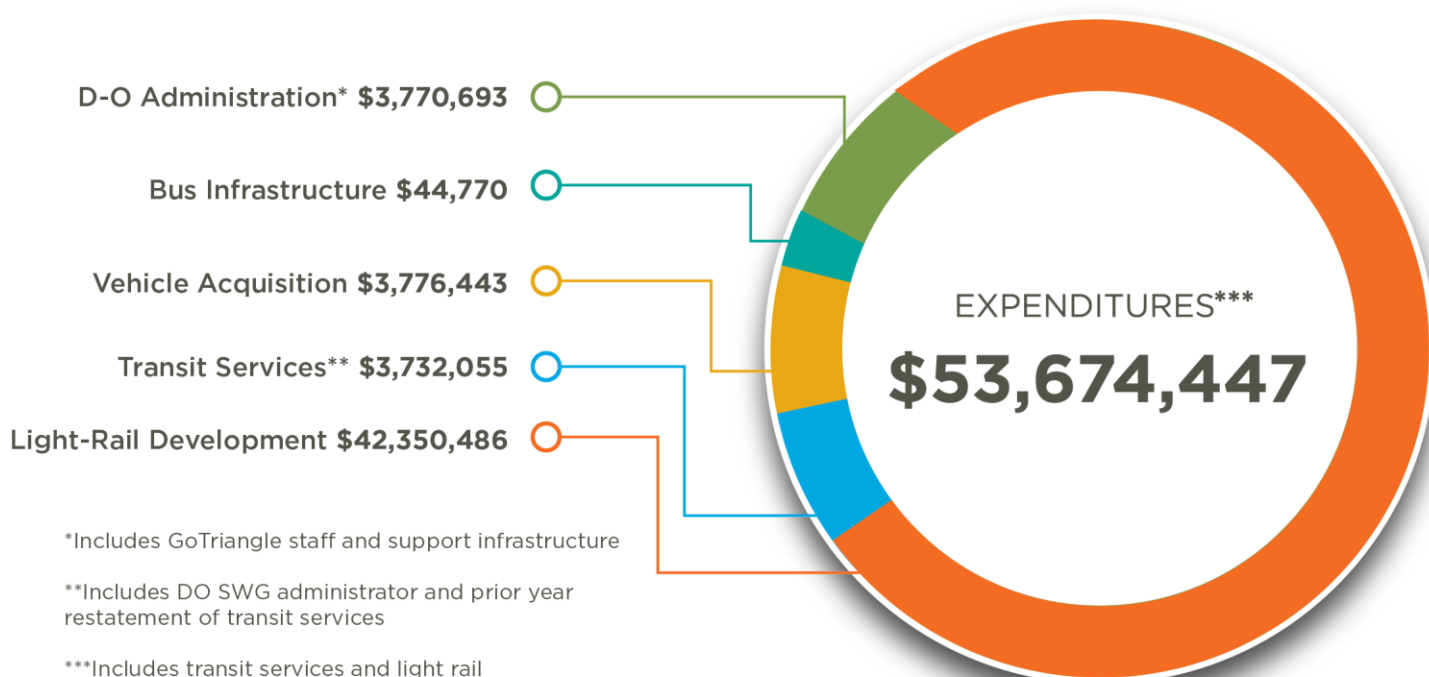 D-O Administration* $3,770,693
Bus Infrastructure $44,770
Vehicle Acquisition $3,776,443
Transit Services** $3,732,055
Light-Rail Development $42,350,486
EXPENDITURES***
$53,674,447
*Includes GoTriangle staff and support infrastructure
**Includes DO SWG administrator and prior year
restatement of transit services
***Includes transit services and light rail